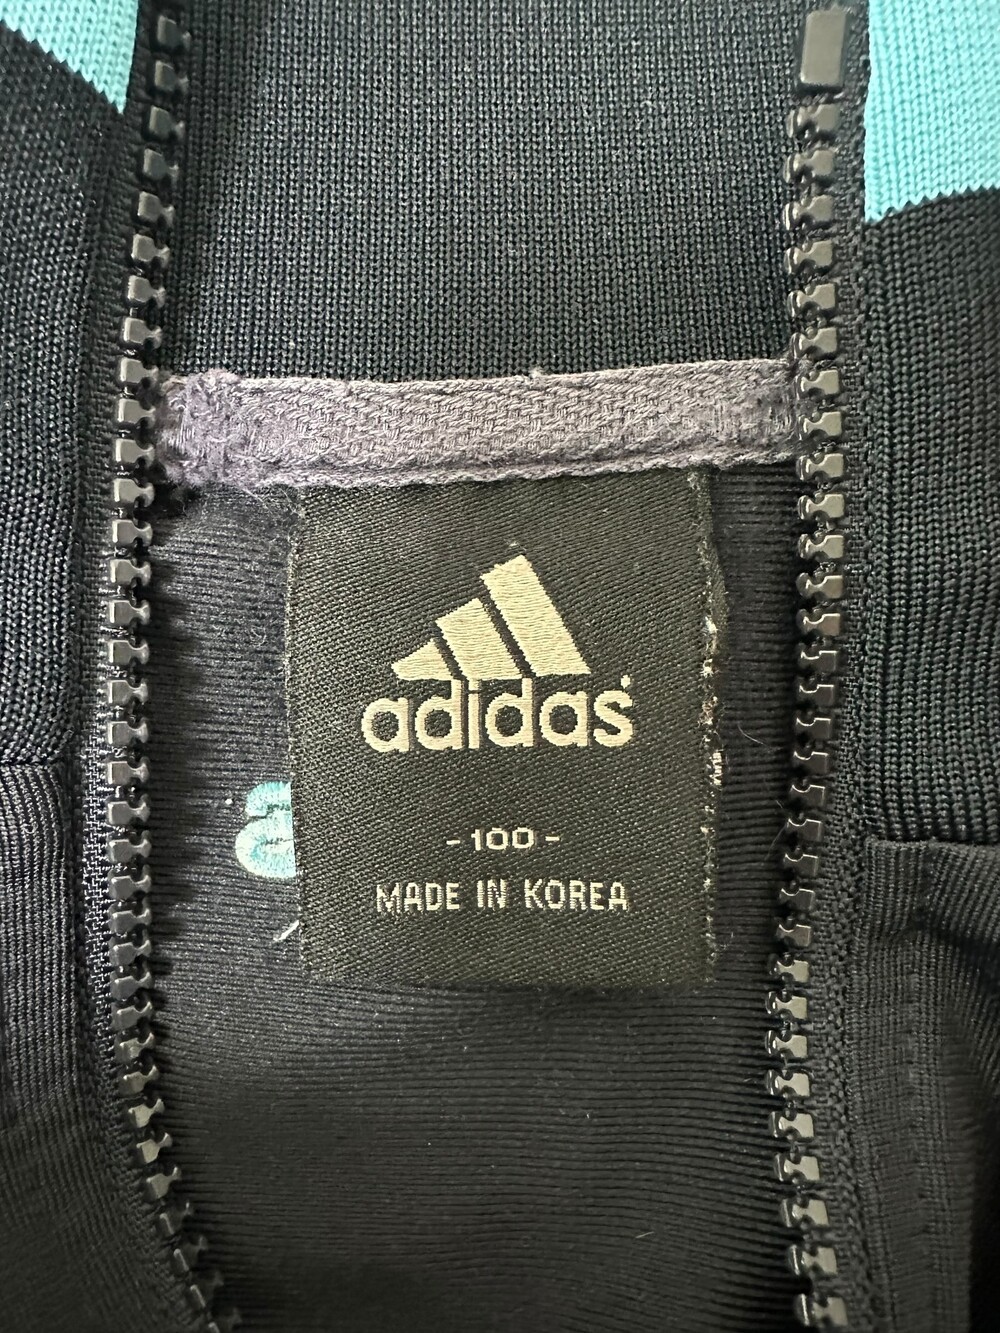 adidas
- 100 -
MADE IN KOREA